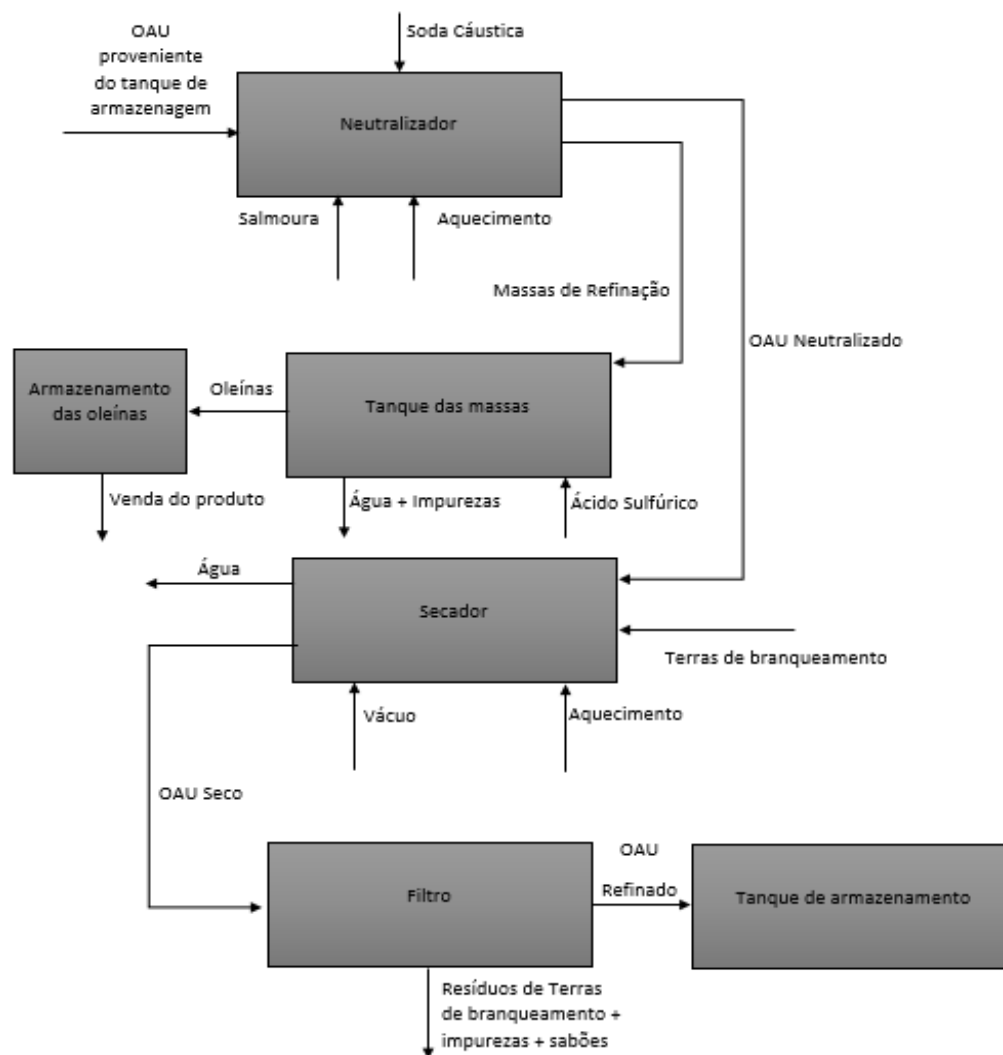 OAU
proveniente
do tanque de
armazenagem
Soda Cáustica
Neutralizador
Salmoura
Aquecimento
Massas de Refinação
OAU Neutralizado
Armazenamento
das oleínas
Oleínas
Tanque das massas
Venda do produto
Água + Impurezas
Ácido Sulfúrico
Água
Secador
Terras de branqueamento
Vácuo
Aquecimento
OAU Seco
Filtro
OAU
Refinado
Tanque de armazenamento
Resíduos de Terras
de branqueamento +
impurezas + sabões